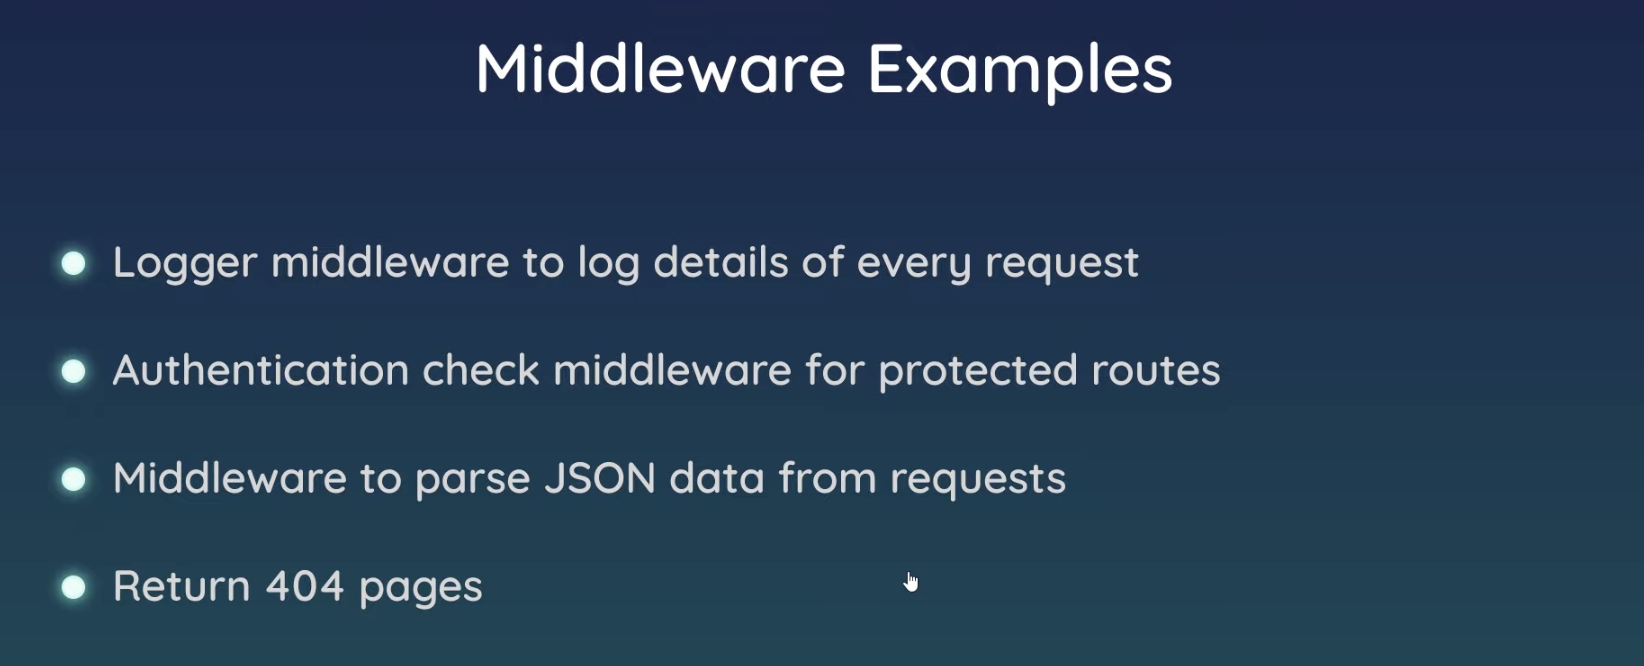 Middleware Examples
Logger middleware to log details of every request
Authentication check middleware for protected routes
Middleware to parse JSON data from requests
Return 404 pages